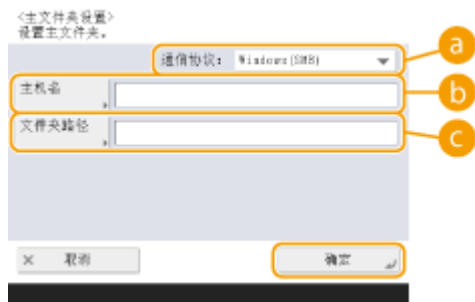 <主文件夹设置>
设置主文件夹。
通信协议： Windows(SMB)
a
主机名
b
文件夹路径
c
× 取消
确定